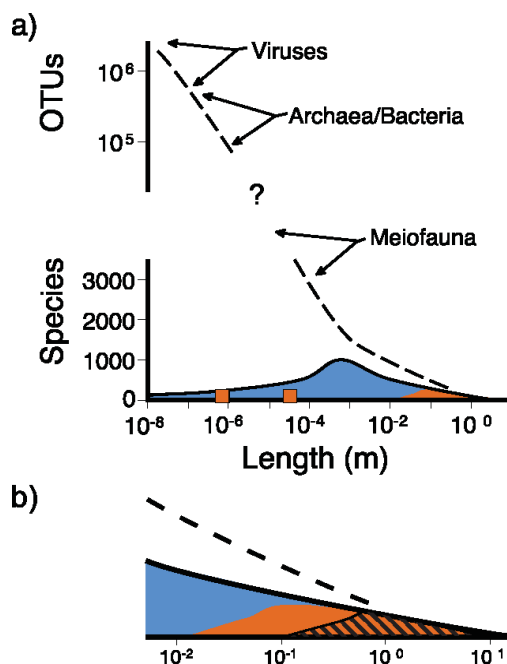 a)
OTUs
10⁶
10⁵
Viruses
Archaea/Bacteria
?
Meiofauna
Species
3000
2000
1000
0
10⁻⁸ 10⁻⁶ 10⁻⁴ 10⁻² 10⁰
Length (m)
b)
10⁻² 10⁻¹ 10⁰ 10¹